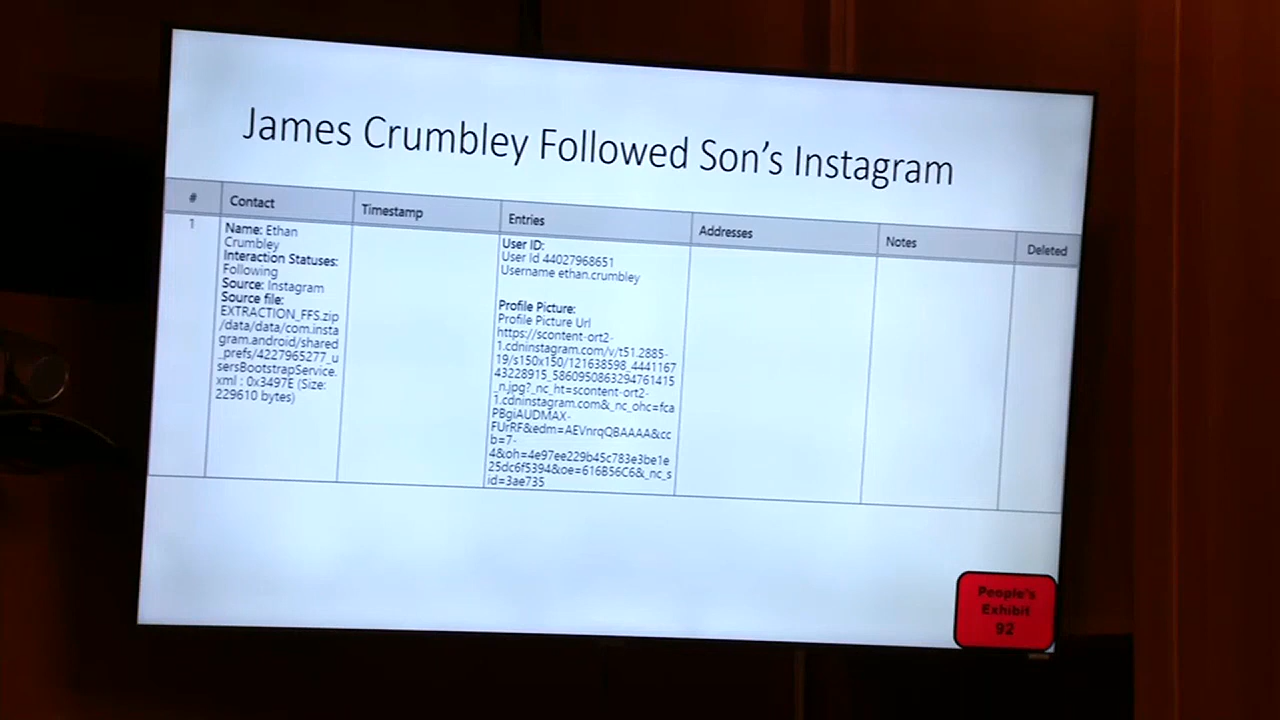 James Crumbley Followed Son's Instagram
# Contact Timestamp Entries Addresses Notes Deleted
1
Name: Ethan
Crumbley
Interaction Statuses:
Following
Source: Instagram
Source file:
EXTRACTION_FFS.zip
/data/data/com.insta
gram.android/shared
_prefs/4227965277_u
sersBootstrapService.
xml : 0x3497E (Size:
229610 bytes)
User ID:
User Id 44027968651
Username ethan.crumbley
Profile Picture:
Profile Picture Url
https://scontent-ort2-
1.cdninstagram.com/v/t51.2885-
19/s150x150/121638598_4441167
43228915_5860950863294761415
_n.jpg?_nc_ht=scontent-ort2-
1.cdninstagram.com&_nc_ohc=fca
PBgiAUDMAX-
FUrRF&edm=AEVnrqQBAAAA&cc
b=7-
4&oh=4e97ee229b45c783e3be1e
25dc6f5394&oe=616B56C6&_nc_s
id=3ae735
People's
Exhibit
92